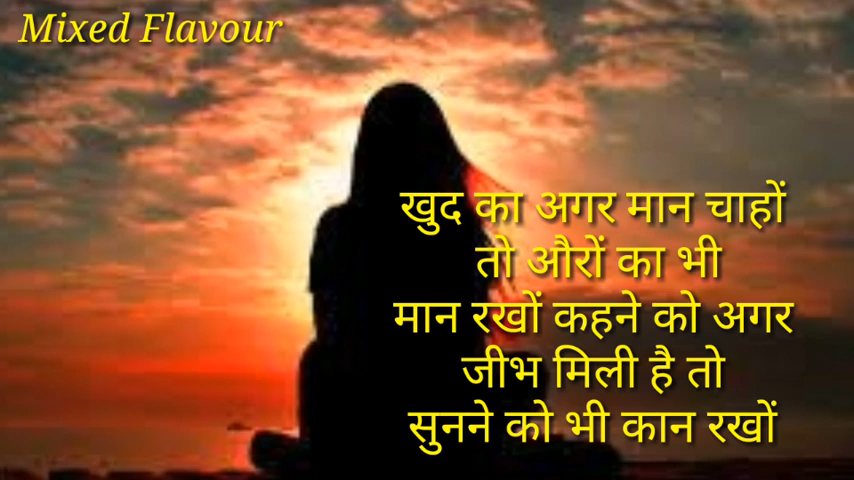 Mixed Flavour
खुद का अगर मान चाहों
तो औरों का भी
मान रखों कहने को अगर
जीभ मिली है तो
सुनने को भी कान रखों